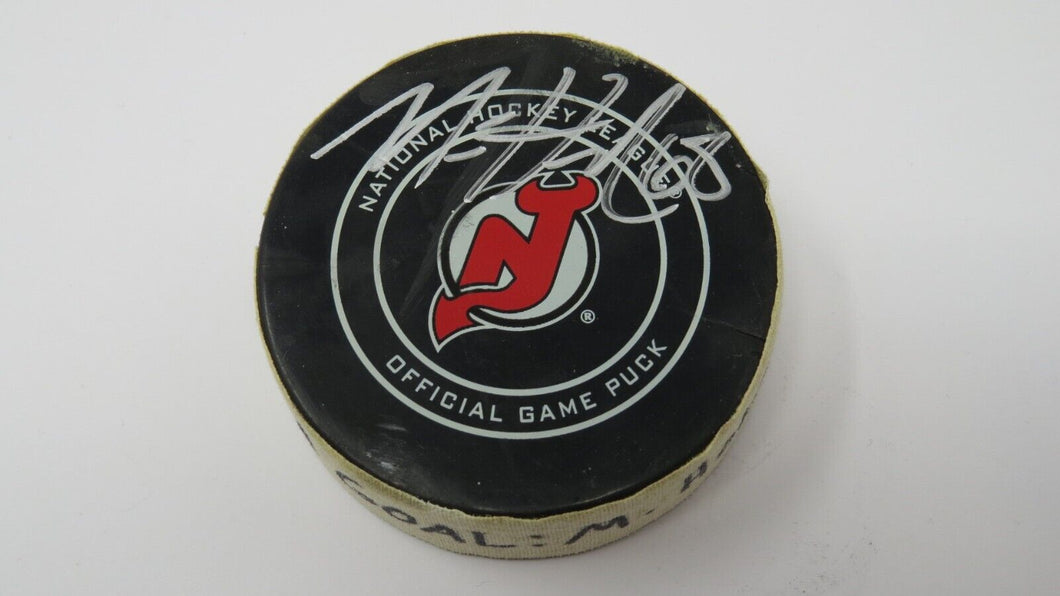 NATIONAL HOCKEY LEAGUE®
®
OFFICIAL GAME PUCK
GOAL: M. H